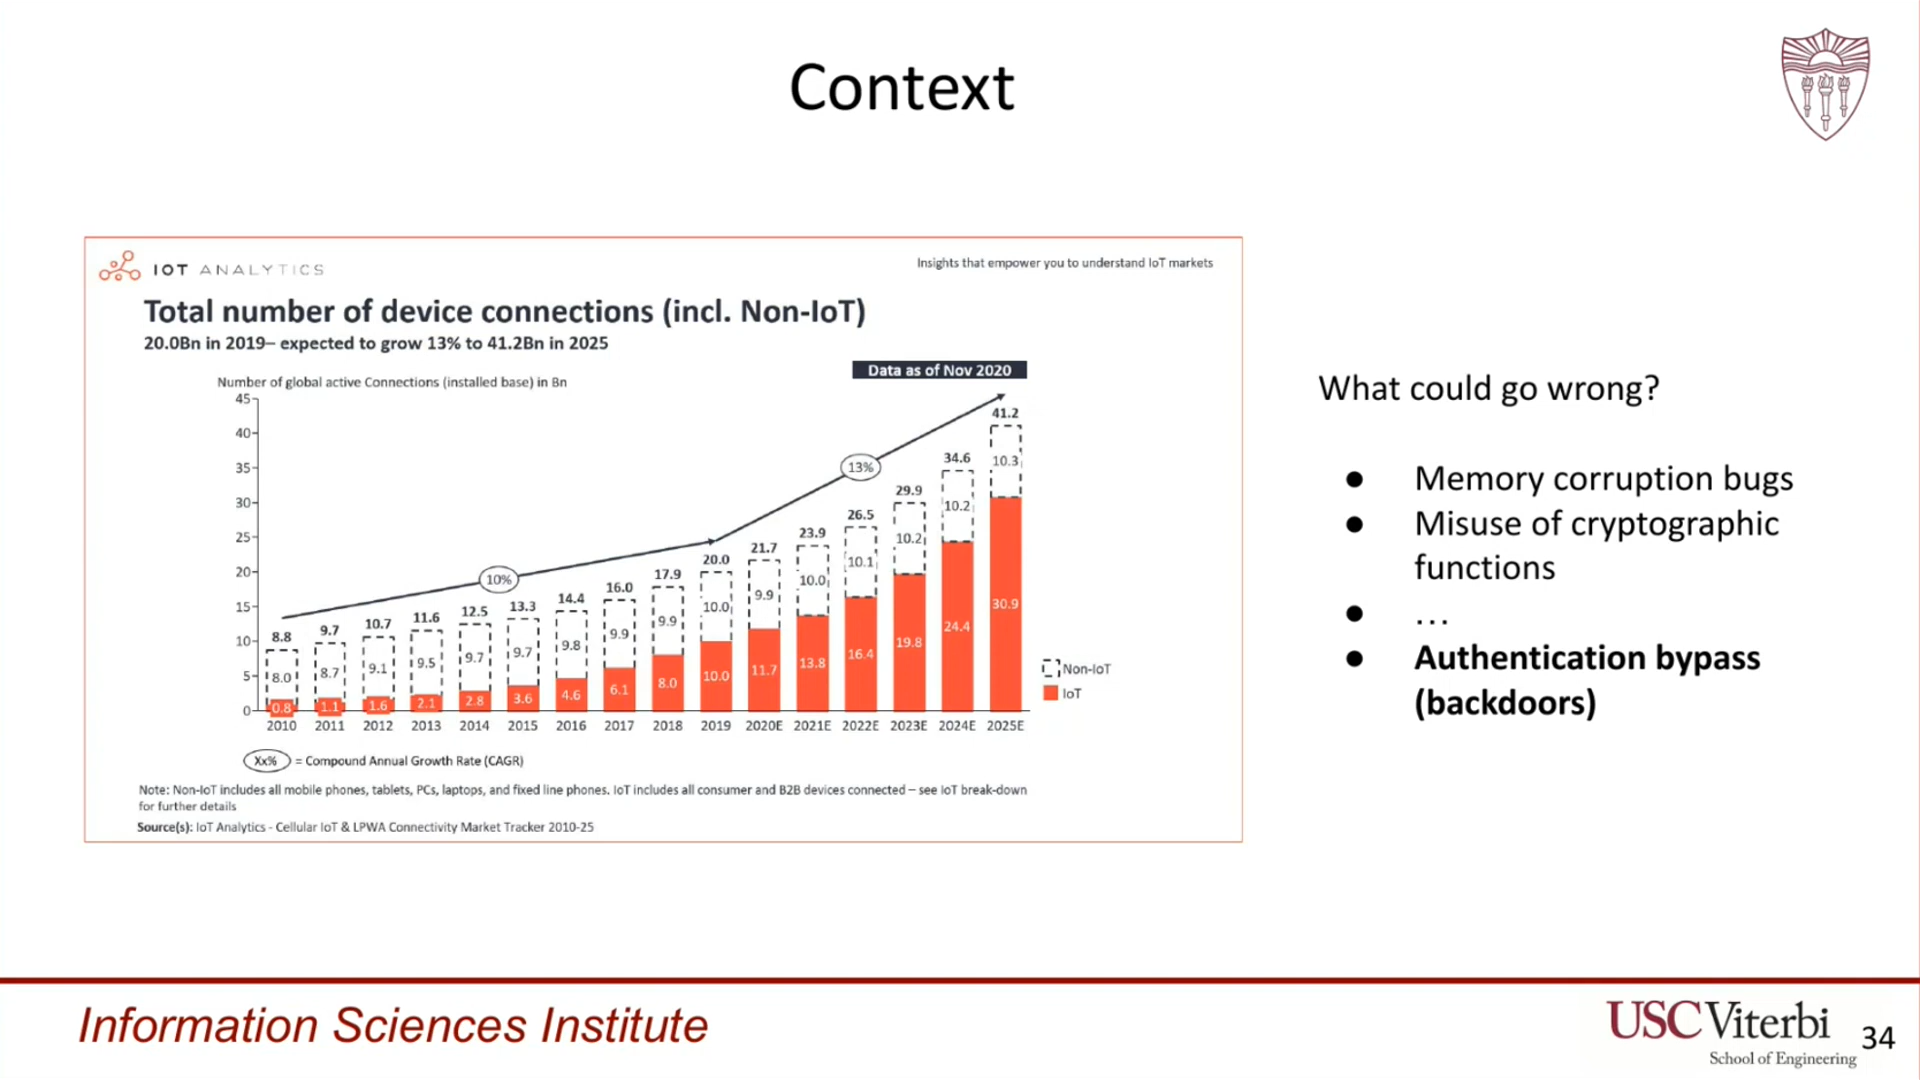 Context
IOT ANALYTICS
Insights that empower you to understand IoT markets
Total number of device connections (incl. Non-IoT)
20.0Bn in 2019– expected to grow 13% to 41.2Bn in 2025
Data as of Nov 2020
Number of global active Connections (installed base) in Bn
45
40
35
30
25
20
15
10
5
0
10%
13%
8.8
9.7
10.7
11.6
12.5
13.3
14.4
16.0
17.9
20.0
21.7
23.9
26.5
29.9
34.6
41.2
8.0
8.7
9.1
9.5
9.7
9.7
9.8
9.9
9.9
10.0
9.9
10.0
10.1
10.2
10.2
10.3
0.8
1.1
1.6
2.1
2.8
3.6
4.6
6.1
8.0
10.0
11.7
13.8
16.4
19.8
24.4
30.9
2010 2011 2012 2013 2014 2015 2016 2017 2018 2019 2020E 2021E 2022E 2023E 2024E 2025E
Non-IoT
IoT
Xx% = Compound Annual Growth Rate (CAGR)
Note: Non-IoT includes all mobile phones, tablets, PCs, laptops, and fixed line phones. IoT includes all consumer and B2B devices connected – see IoT break-down
for further details
Source(s): IoT Analytics - Cellular IoT & LPWA Connectivity Market Tracker 2010-25
What could go wrong?
● Memory corruption bugs
● Misuse of cryptographic
functions
● …
● Authentication bypass
(backdoors)
Information Sciences Institute
USC Viterbi
School of Engineering
34